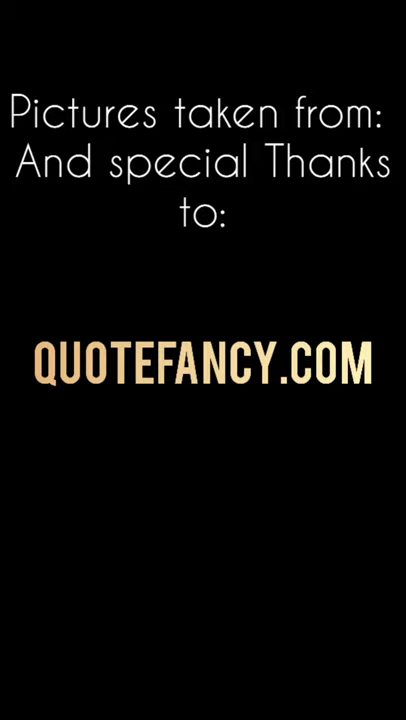 Pictures taken from:
And special Thanks
to:
QUOTEFANCY.COM